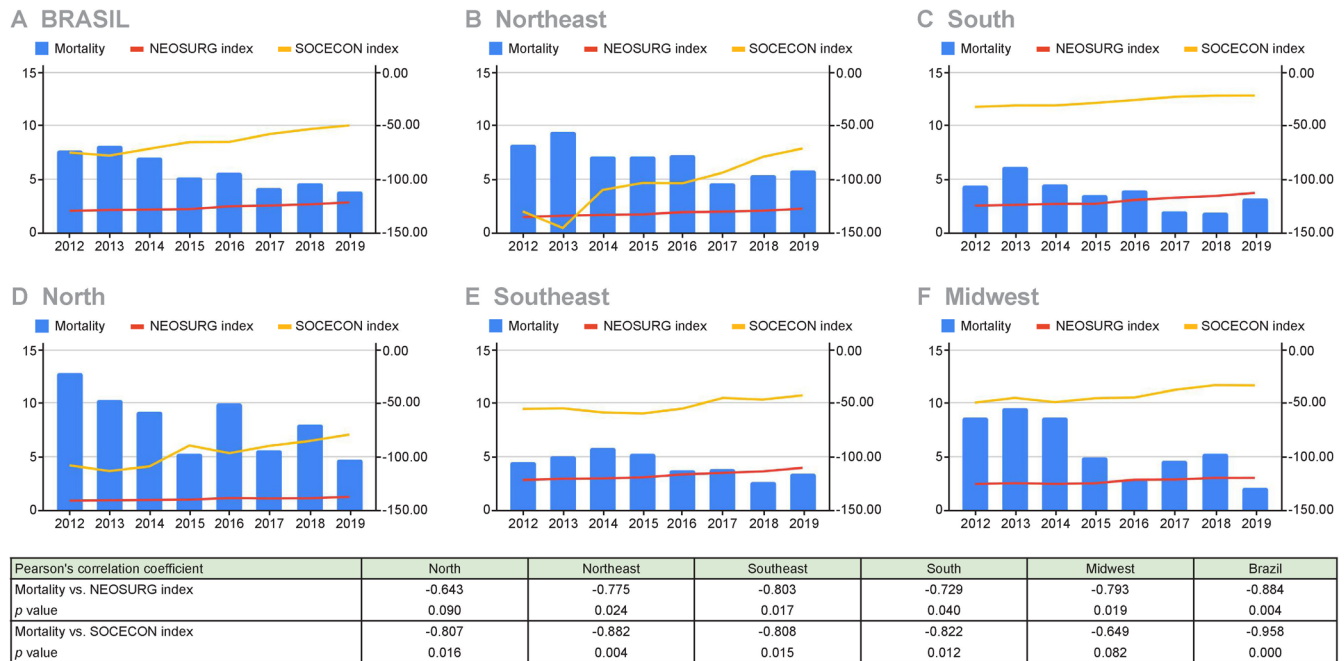 A BRASIL
Mortality NEOSURG index SOCECON index
15 0.00
10 -50.00
5 -100.00
0 -150.00
2012 2013 2014 2015 2016 2017 2018 2019
B Northeast
Mortality NEOSURG index SOCECON index
15 0.00
10 -50.00
5 -100.00
0 -150.00
2012 2013 2014 2015 2016 2017 2018 2019
C South
Mortality NEOSURG index SOCECON index
15 0.00
10 -50.00
5 -100.00
0 -150.00
2012 2013 2014 2015 2016 2017 2018 2019
D North
Mortality NEOSURG index SOCECON index
15 0.00
10 -50.00
5 -100.00
0 -150.00
2012 2013 2014 2015 2016 2017 2018 2019
E Southeast
Mortality NEOSURG index SOCECON index
15 0.00
10 -50.00
5 -100.00
0 -150.00
2012 2013 2014 2015 2016 2017 2018 2019
F Midwest
Mortality NEOSURG index SOCECON index
15 0.00
10 -50.00
5 -100.00
0 -150.00
2012 2013 2014 2015 2016 2017 2018 2019
Pearson's correlation coefficient North Northeast Southeast South Midwest Brazil
Mortality vs. NEOSURG index -0.643 -0.775 -0.803 -0.729 -0.793 -0.884
p value 0.090 0.024 0.017 0.040 0.019 0.004
Mortality vs. SOCECON index -0.807 -0.882 -0.808 -0.822 -0.649 -0.958
p value 0.016 0.004 0.015 0.012 0.082 0.000